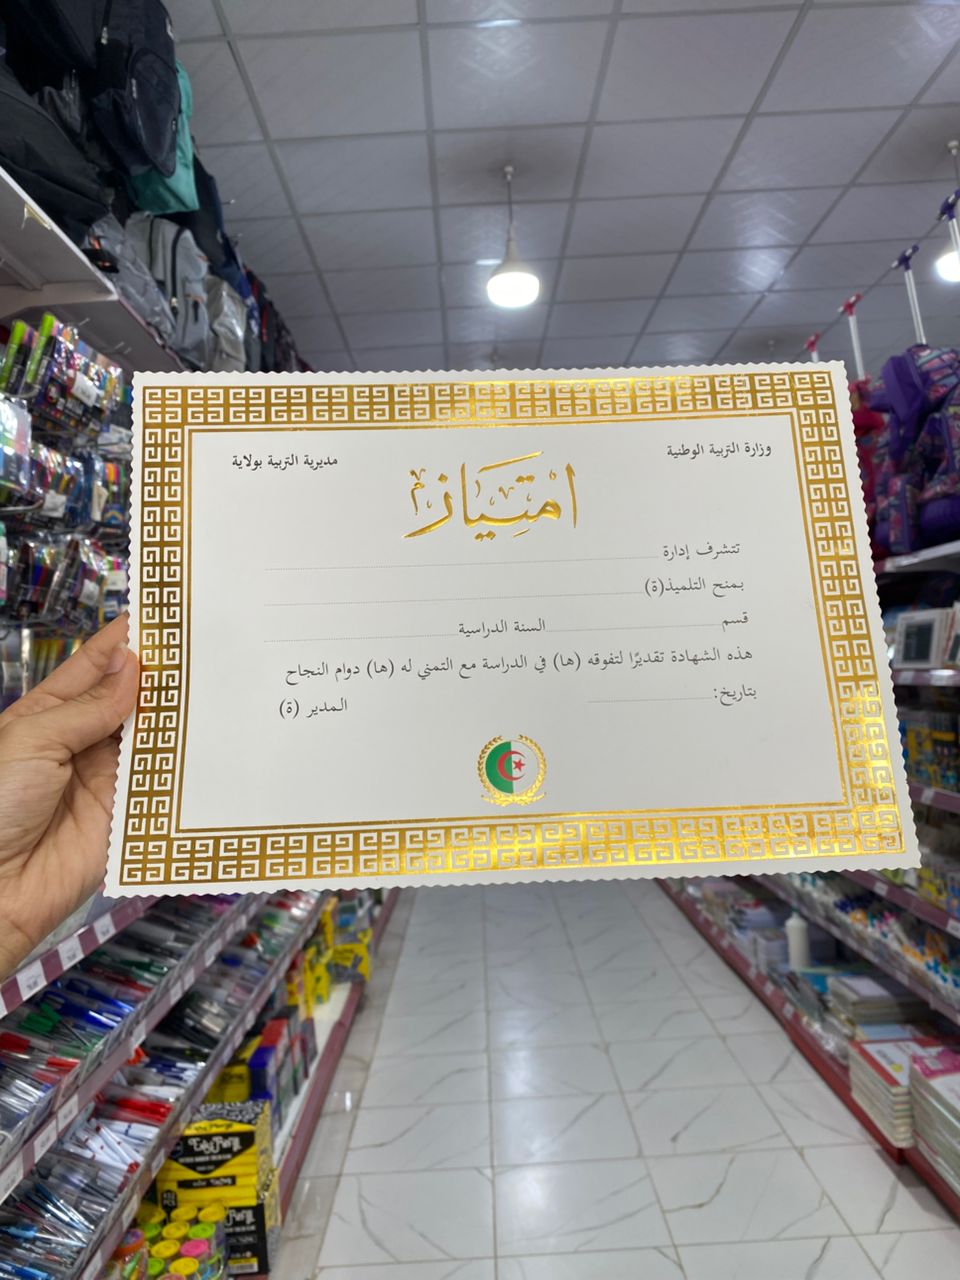 وزارة التربية الوطنية
مديرية التربية بولاية
امتياز
تتشرف إدارة
بمنح التلميذ(ة)
قسم السنة الدراسية
هذه الشهادة تقديرًا لتفوقه (ها) في الدراسة مع التمني له (ها) دوام النجاح
بتاريخ:
المدير (ة)